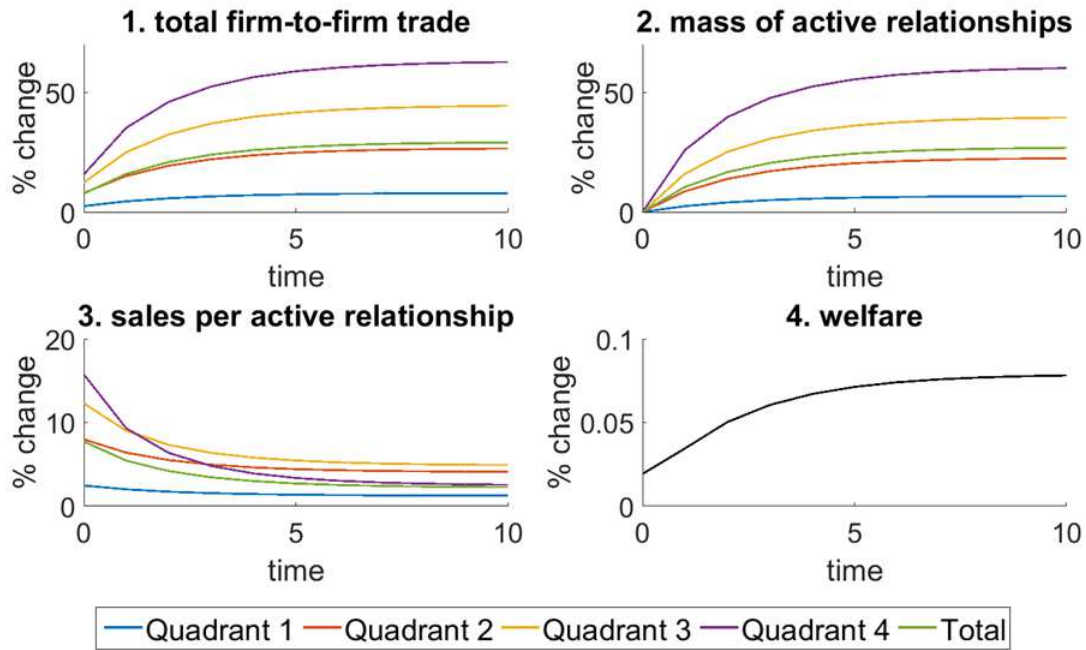 1. total firm-to-firm trade
% change
50
0
0
5
10
time
2. mass of active relationships
% change
50
0
0
5
10
time
3. sales per active relationship
% change
20
10
0
0
5
10
time
4. welfare
% change
0.1
0.05
0
0
5
10
time
Quadrant 1
Quadrant 2
Quadrant 3
Quadrant 4
Total